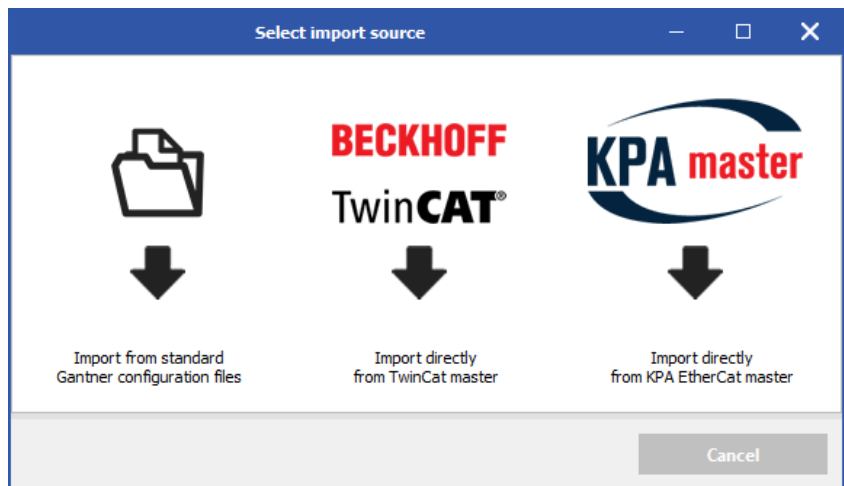 Select import source
BECKHOFF
TwinCAT®
KPA master
Import from standard
Gantner configuration files
Import directly
from TwinCat master
Import directly
from KPA EtherCat master
Cancel